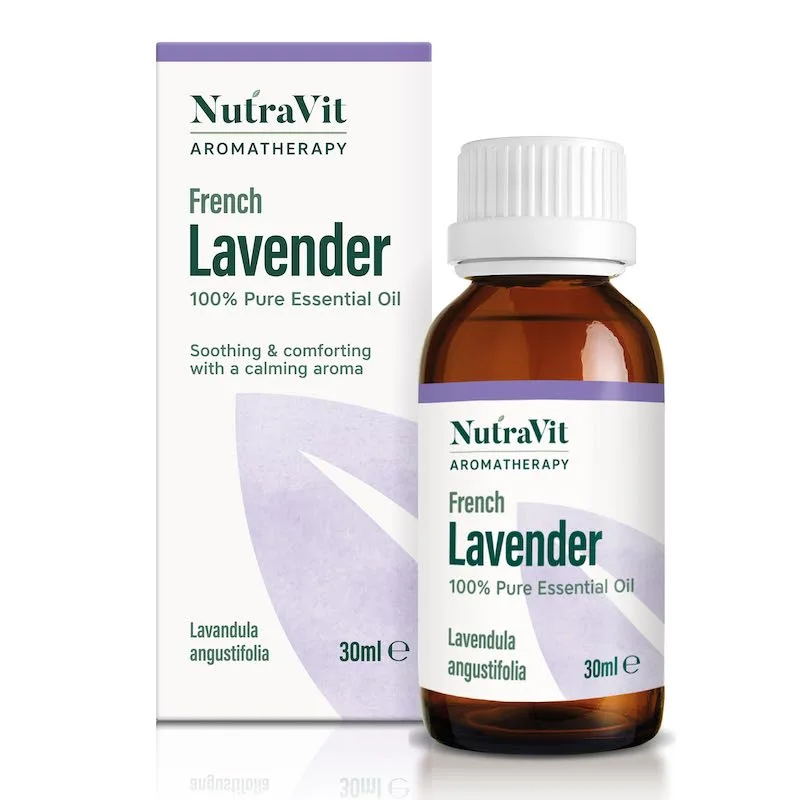 NutraVit
AROMATHERAPY
French
Lavender
100% Pure Essential Oil
Soothing & comforting
with a calming aroma
Lavandula
angustifolia
30ml ℮
NutraVit
AROMATHERAPY
French
Lavender
100% Pure Essential Oil
Lavendula
angustifolia
30ml ℮